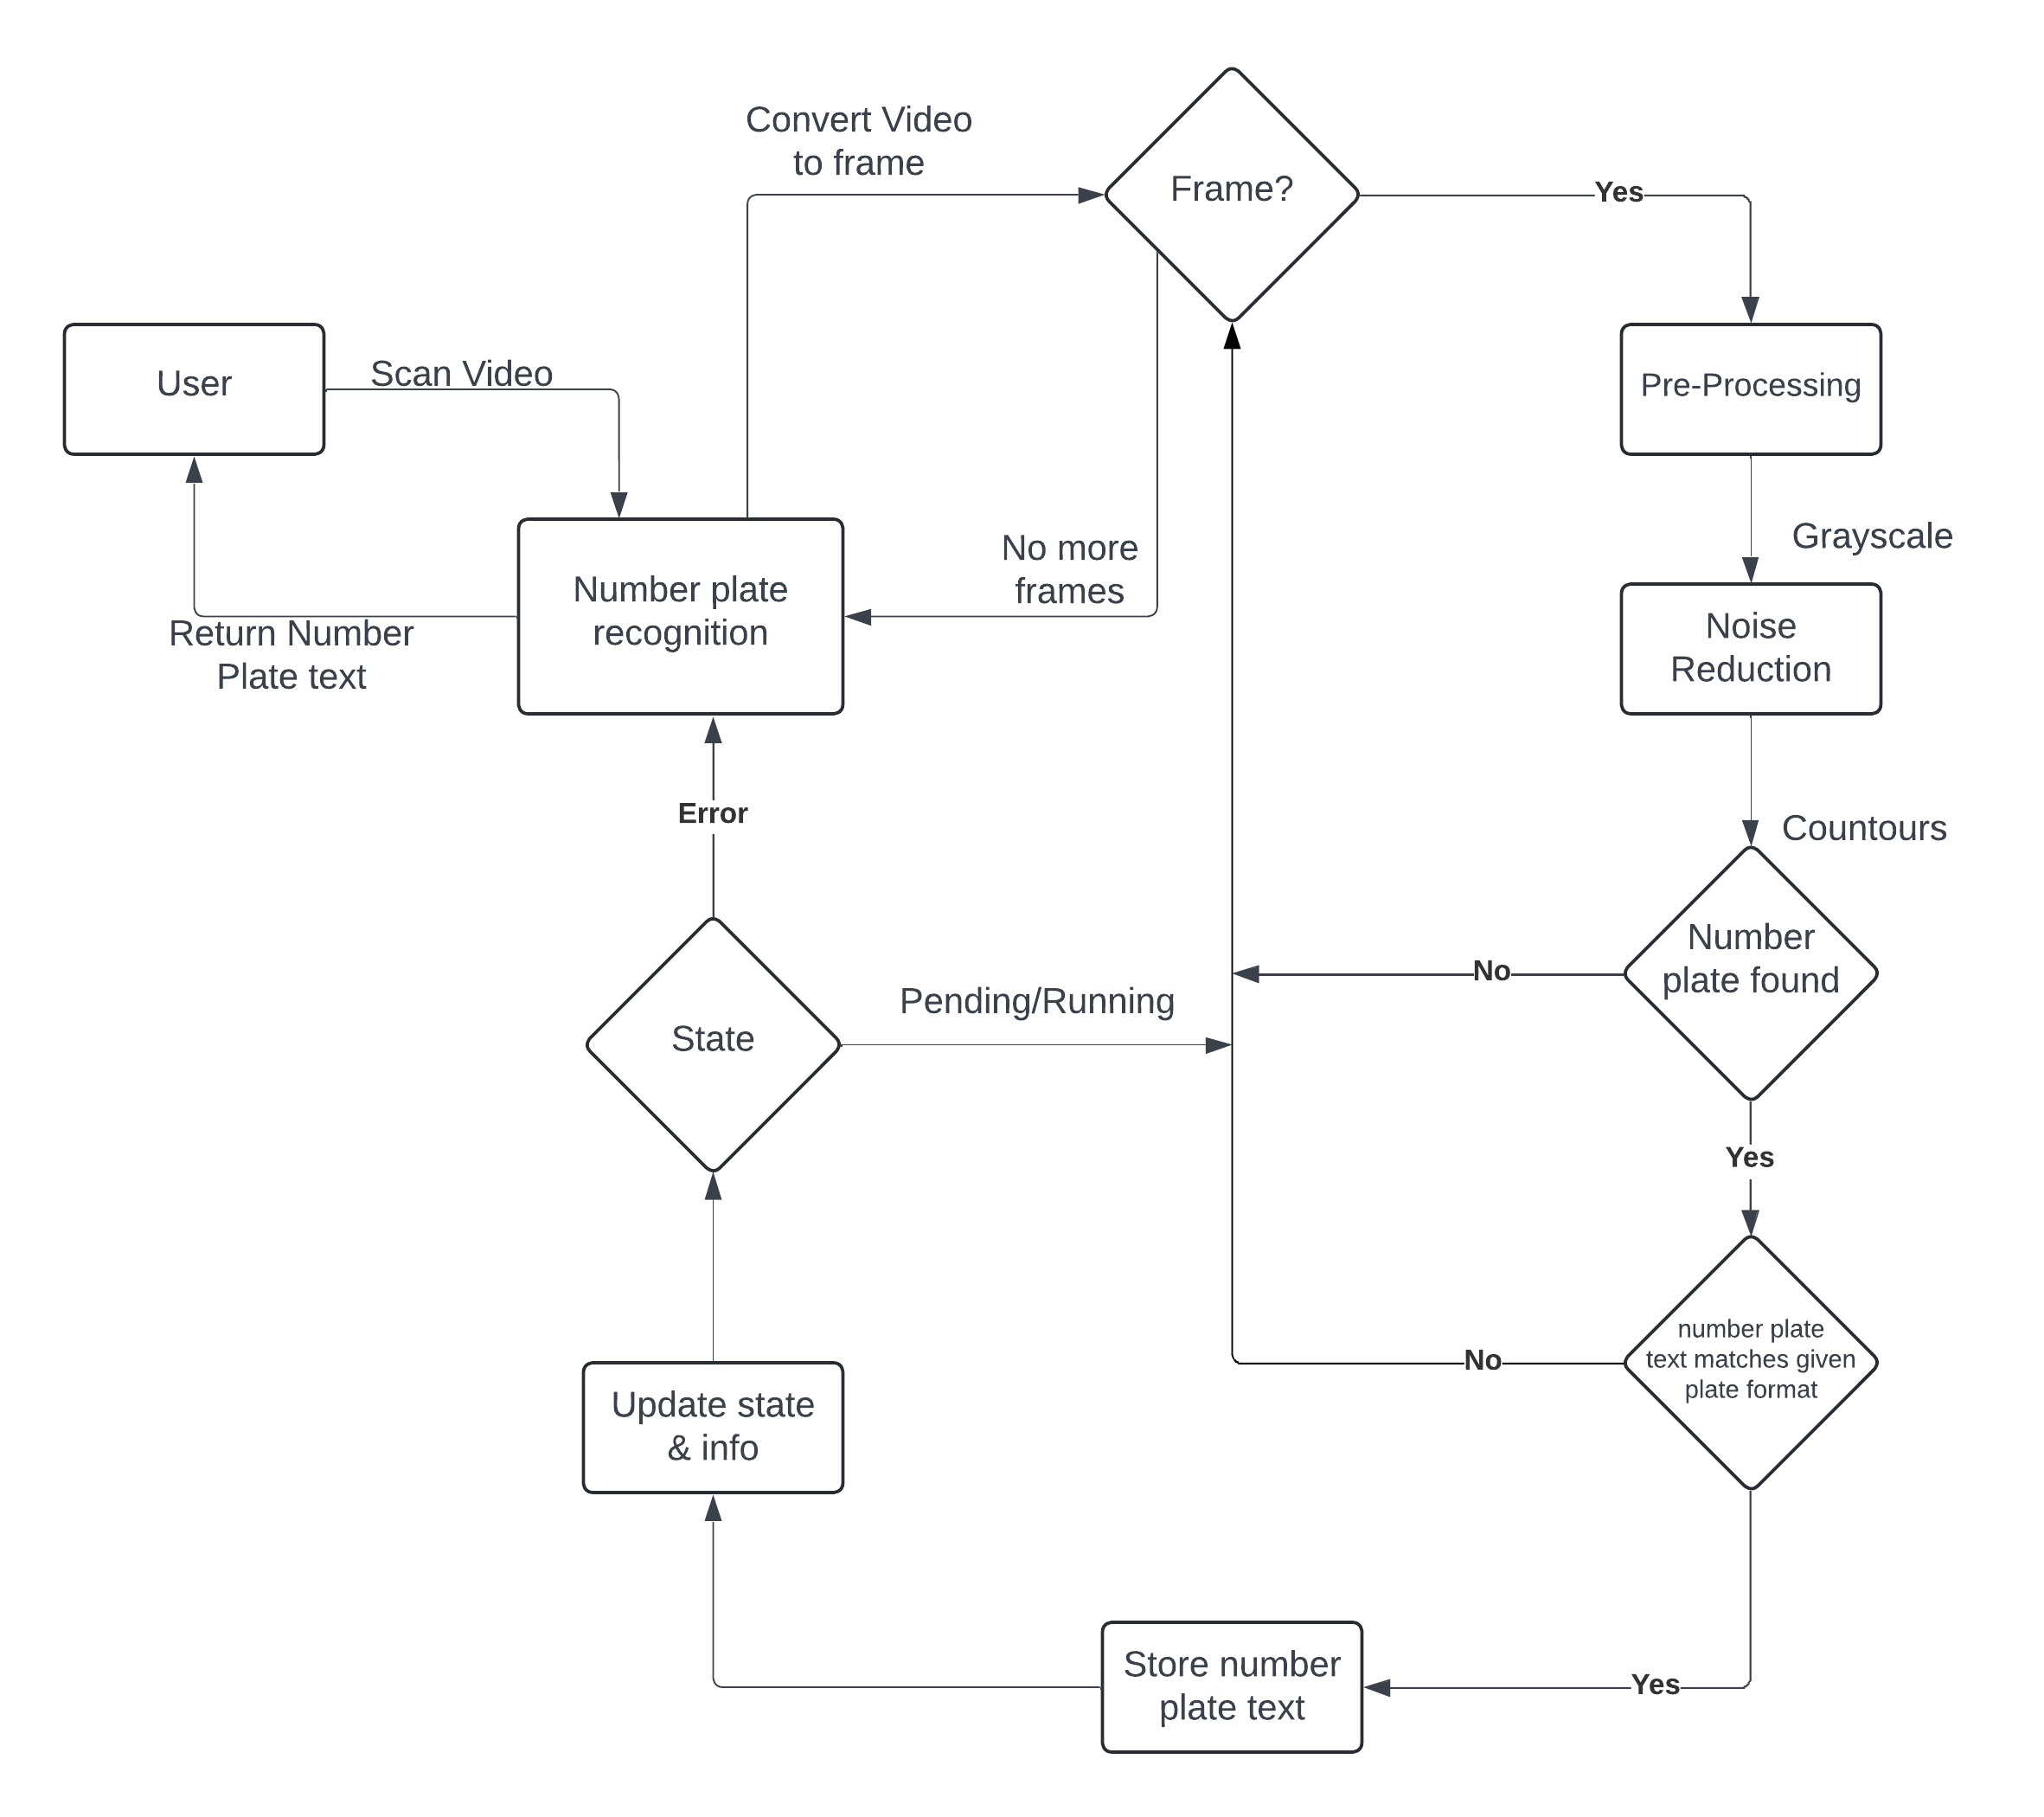 Convert Video
to frame
Frame?
Yes
User
Scan Video
Pre-Processing
Grayscale
No more
frames
Number plate
recognition
Return Number
Plate text
Noise
Reduction
Error
Countours
Number
plate found
No
Pending/Running
State
Yes
number plate
text matches given
plate format
No
Update state
& info
Store number
plate text
Yes